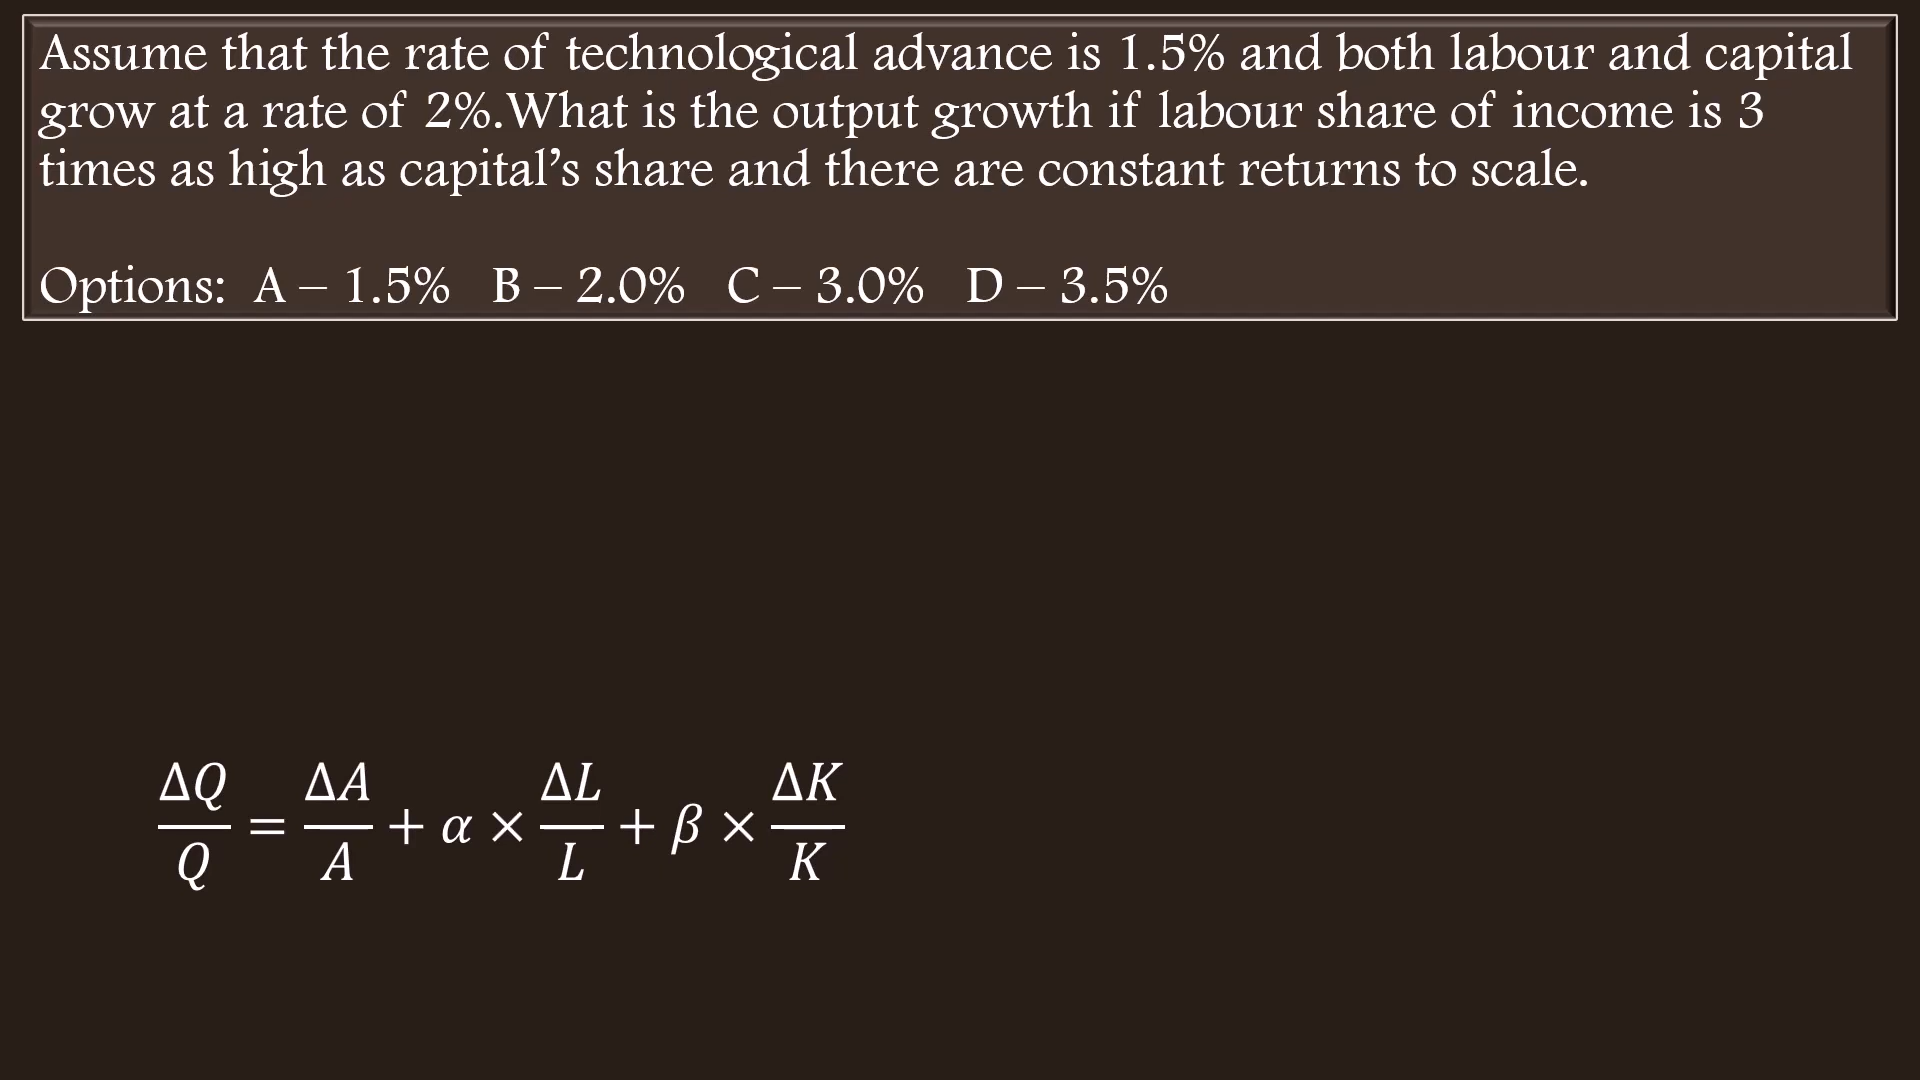 Assume that the rate of technological advance is 1.5% and both labour and capital
grow at a rate of 2%.What is the output growth if labour share of income is 3
times as high as capital’s share and there are constant returns to scale.
Options: A – 1.5% B – 2.0% C – 3.0% D – 3.5%
ΔQ/Q = ΔA/A + α × ΔL/L + β × ΔK/K